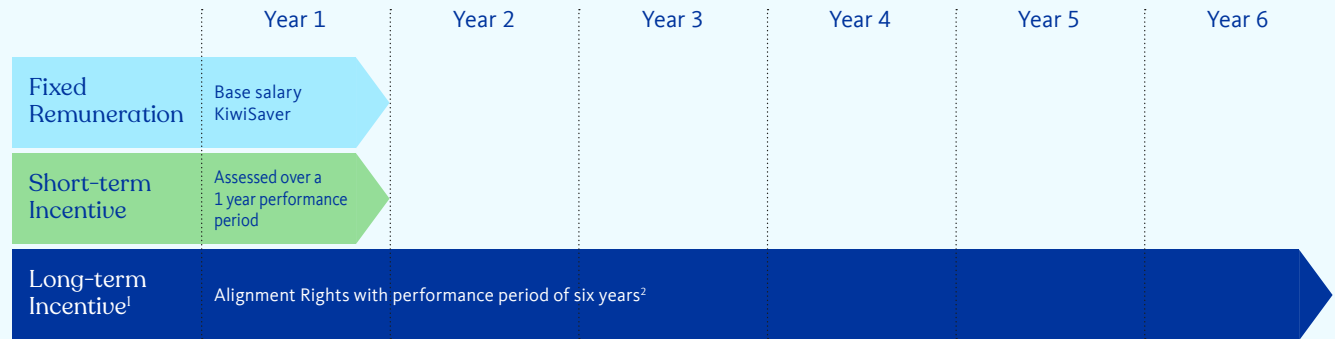 Year 1 Year 2 Year 3 Year 4 Year 5 Year 6
Fixed
Remuneration
Base salary
KiwiSaver
Short-term
Incentive
Assessed over a
1 year performance
period
Long-term
Incentive¹
Alignment Rights with performance period of six years²